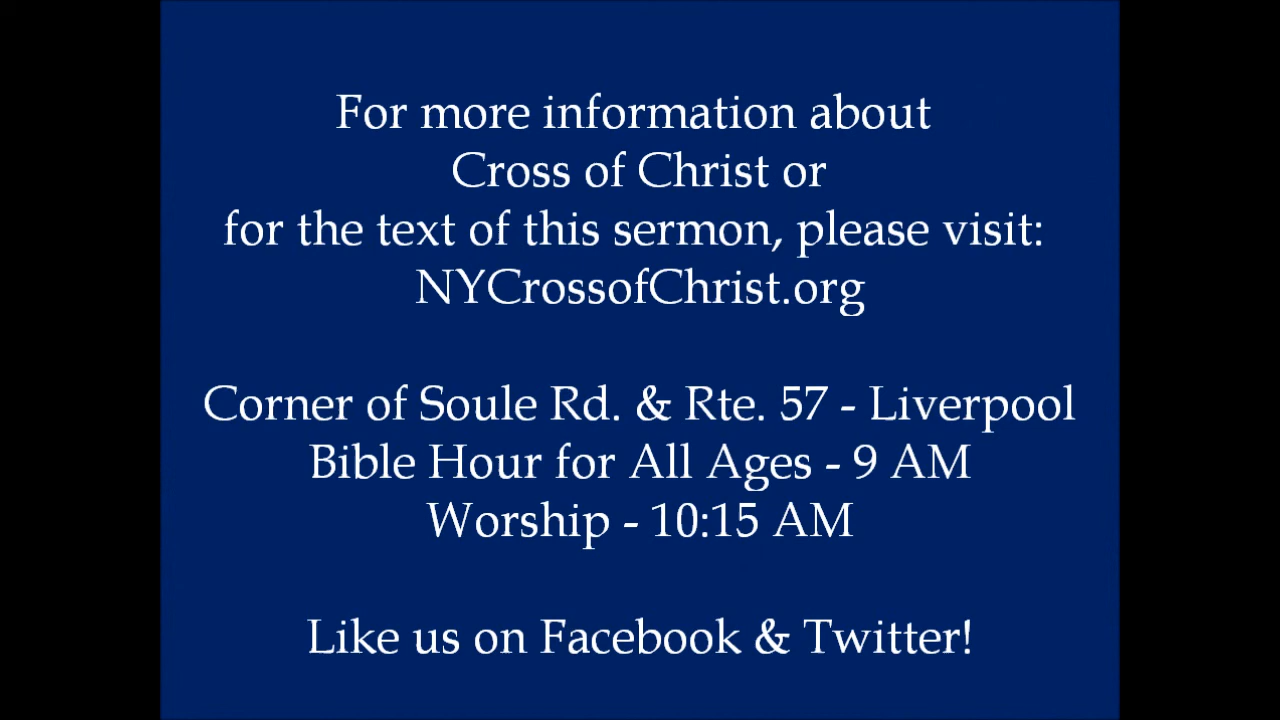 For more information about
Cross of Christ or
for the text of this sermon, please visit:
NYCrossofChrist.org
Corner of Soule Rd. & Rte. 57 - Liverpool
Bible Hour for All Ages - 9 AM
Worship - 10:15 AM
Like us on Facebook & Twitter!